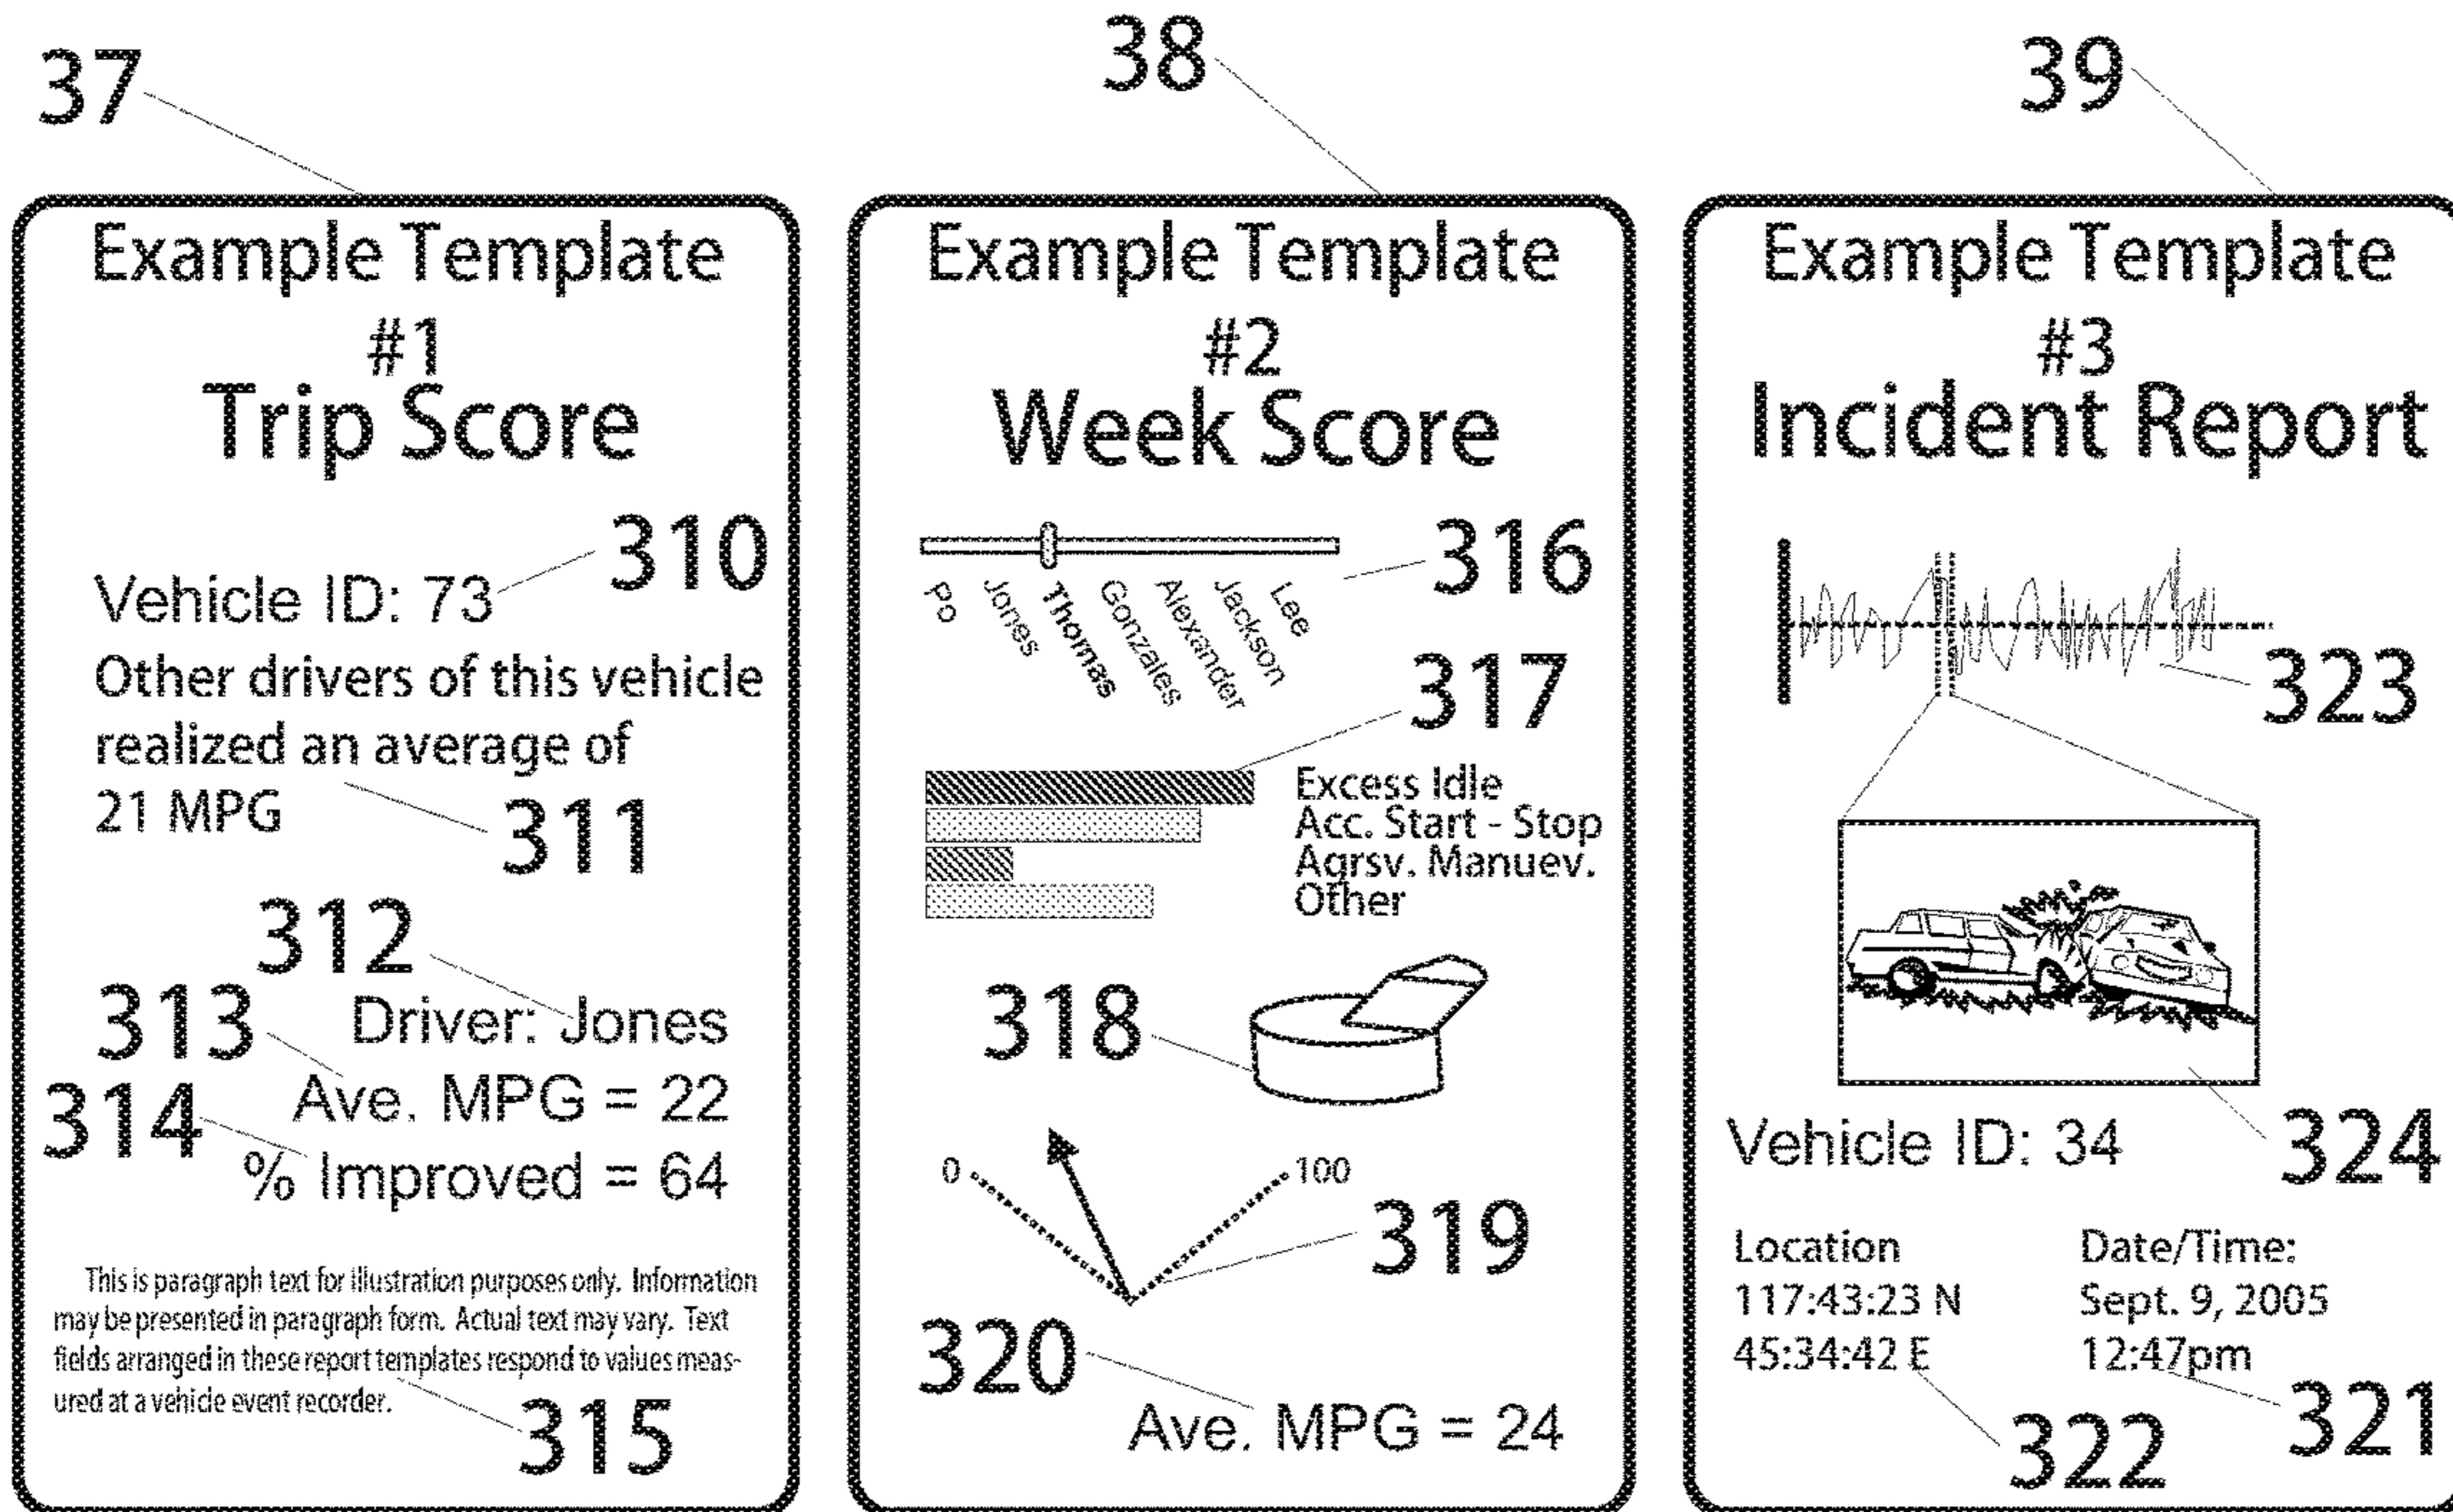 37
38
39
Example Template
#1
Trip Score
310
Vehicle ID: 73
Other drivers of this vehicle
realized an average of
21 MPG
311
312
313
Driver: Jones
314
Ave. MPG = 22
% Improved = 64
This is paragraph text for illustration purposes only. Information
may be presented in paragraph form. Actual text may vary. Text
fields arranged in these report templates respond to values meas-
ured at a vehicle event recorder.
315
Example Template
#2
Week Score
316
Po
Jones
Thomas
Gonzales
Alexander
Jackson
Lee
317
Excess Idle
Acc. Start - Stop
Agrsv. Manuev.
Other
318
0
100
319
320
Ave. MPG = 24
Example Template
#3
Incident Report
323
Vehicle ID: 34
324
Location
117:43:23 N
45:34:42 E
Date/Time:
Sept. 9, 2005
12:47pm
321
322